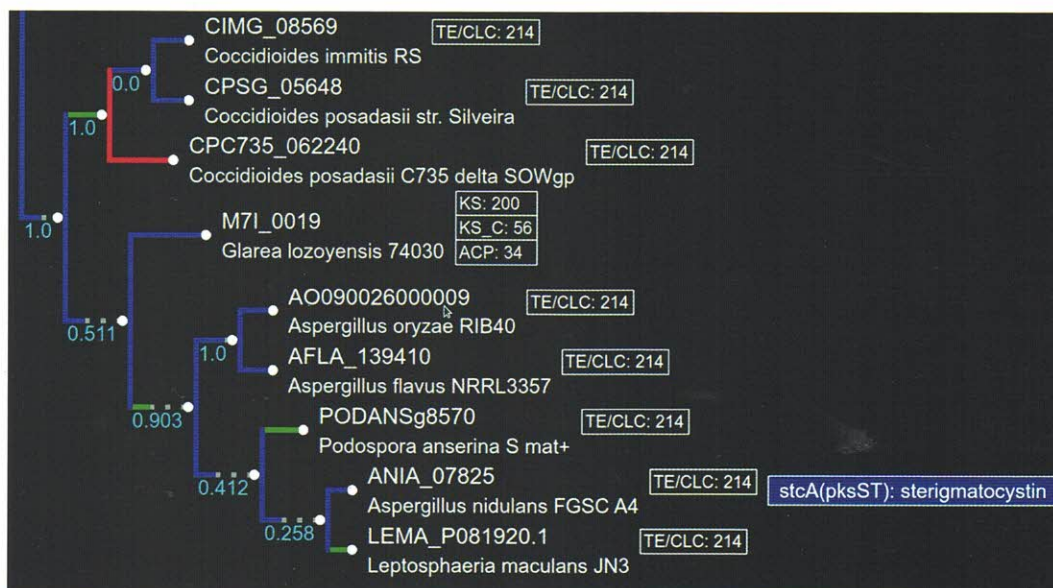 CIMG_08569 TE/CLC: 214
Coccidioides immitis RS
0.0
CPSG_05648 TE/CLC: 214
Coccidioides posadasii str. Silveira
1.0
CPC735_062240 TE/CLC: 214
Coccidioides posadasii C735 delta SOWgp
KS: 200
M7I_0019 KS_C: 56
1.0
Glarea lozoyensis 74030 ACP: 34
AO090026000009 TE/CLC: 214
Aspergillus oryzae RIB40
0.511
1.0
AFLA_139410 TE/CLC: 214
Aspergillus flavus NRRL3357
PODANSg8570 TE/CLC: 214
0.903
Podospora anserina S mat+
ANIA_07825 TE/CLC: 214 stcA(pksST): sterigmatocystin
0.412
Aspergillus nidulans FGSC A4
0.258
LEMA_P081920.1 TE/CLC: 214
Leptosphaeria maculans JN3